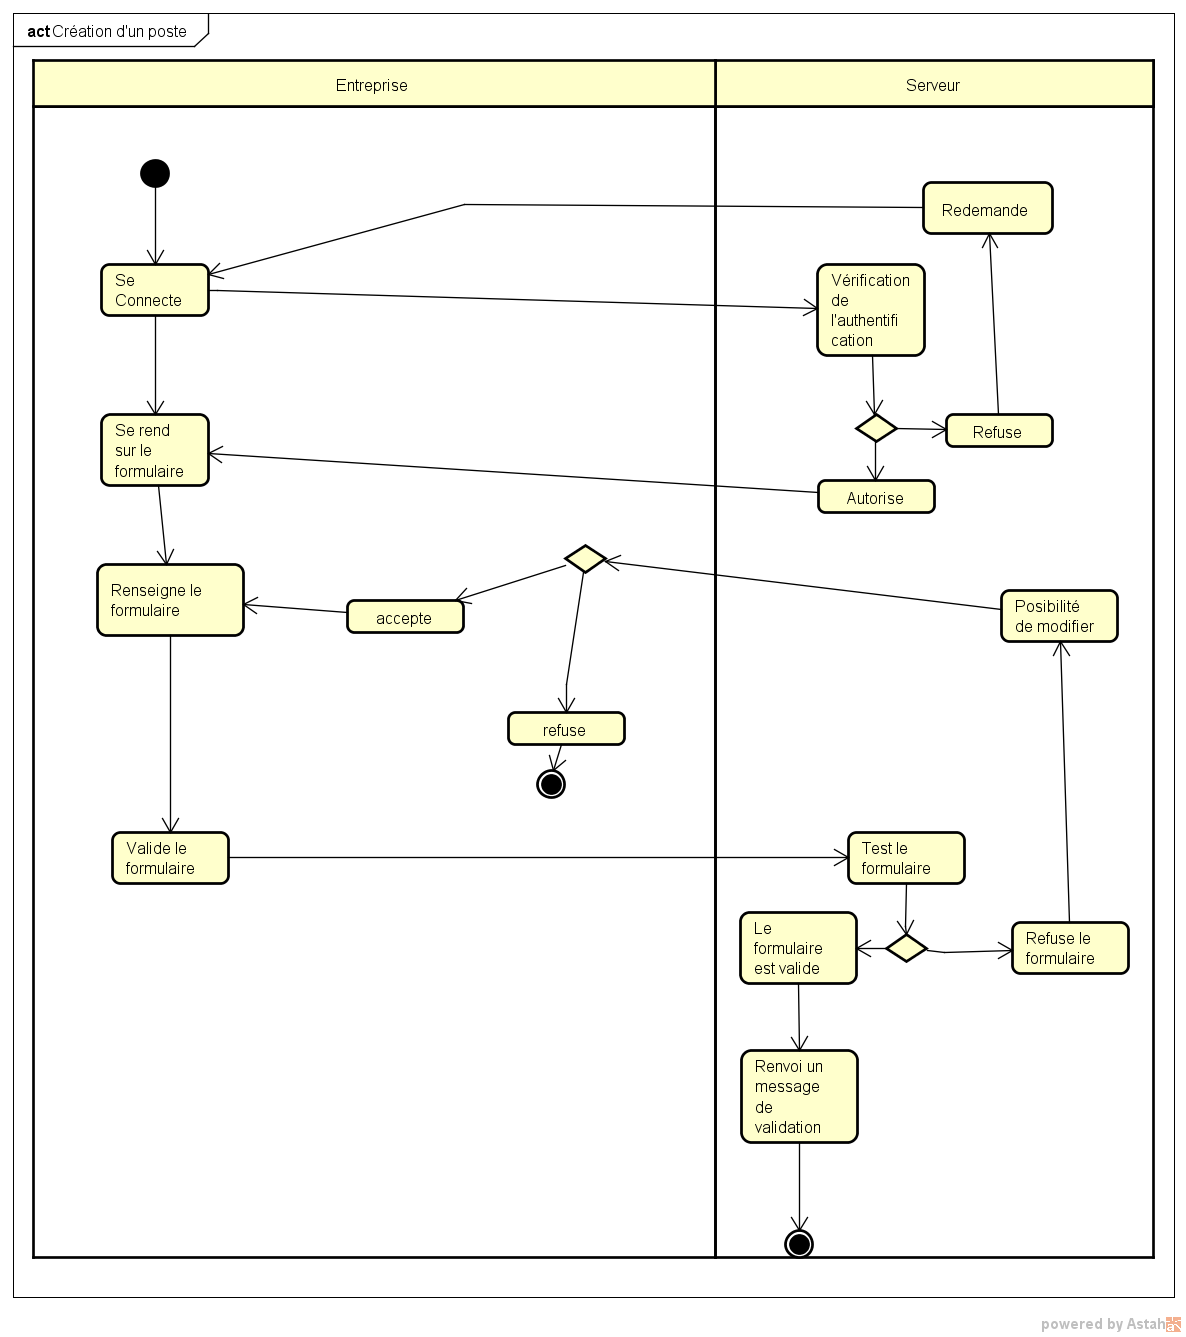 act Création d'un poste
Entreprise
Serveur
Redemande
Se
Connecte
Vérification
de
l'authentifi
cation
Se rend
sur le
formulaire
Refuse
Autorise
Renseigne le
formulaire
accepte
Posibilité
de modifier
refuse
Valide le
formulaire
Test le
formulaire
Le
formulaire
est valide
Refuse le
formulaire
Renvoi un
message
de
validation
powered by Astah